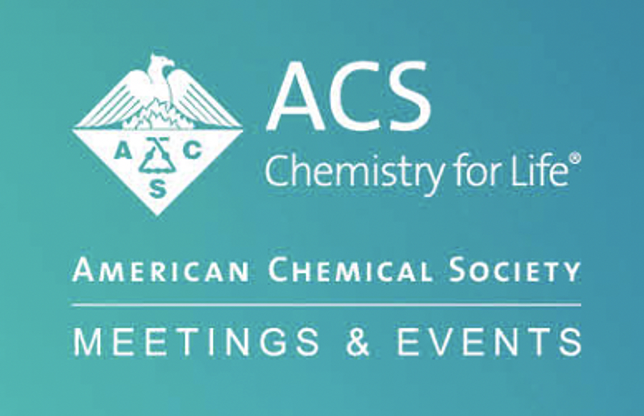 ACS
A C
S
Chemistry for Life®
AMERICAN CHEMICAL SOCIETY
MEETINGS & EVENTS